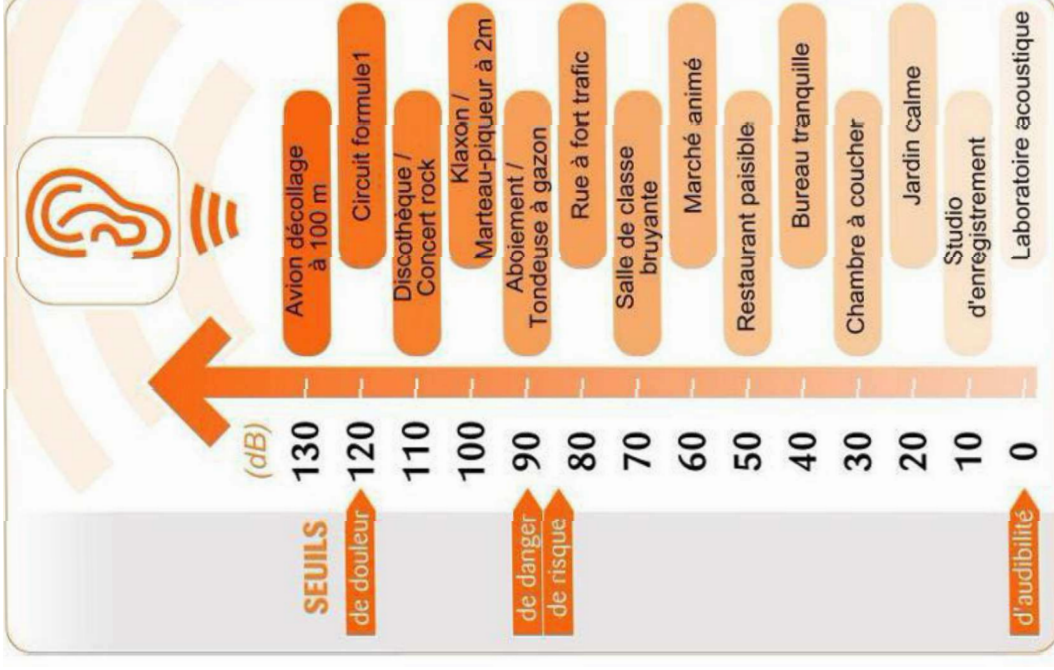 (dB)
SEUILS
130
Avion décollage
à 100 m
de douleur
120
Circuit formule1
110
Discothèque /
Concert rock
100
Klaxon /
Marteau-piqueur à 2m
de danger
90
Aboiement /
Tondeuse à gazon
de risque
80
Rue à fort trafic
70
Salle de classe
bruyante
60
Marché animé
50
Restaurant paisible
40
Bureau tranquille
30
Chambre à coucher
20
Jardin calme
10
Studio
d'enregistrement
d'audibilité
0
Laboratoire acoustique